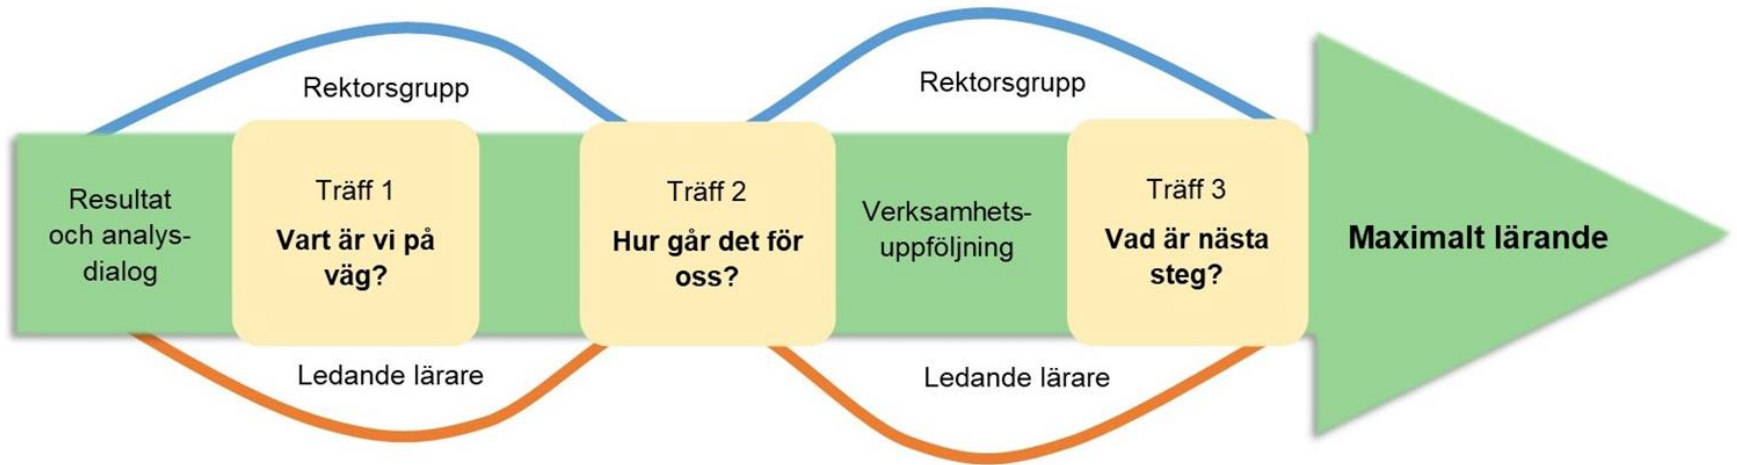 Rektorsgrupp
Rektorsgrupp
Resultat
och analys-
dialog
Träff 1
Vart är vi på
väg?
Träff 2
Hur går det för
oss?
Verksamhets-
uppföljning
Träff 3
Vad är nästa
steg?
Maximalt lärande
Ledande lärare
Ledande lärare